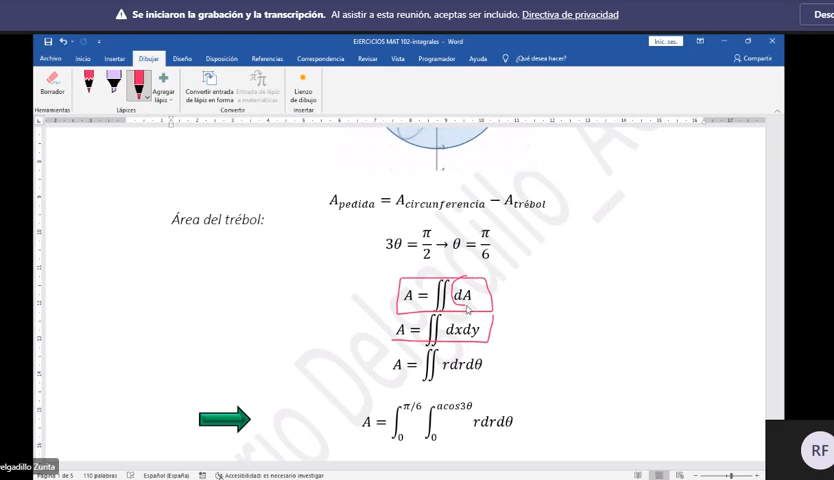 Se iniciaron la grabación y la transcripción. Al asistir a esta reunión, aceptas ser incluido. Directiva de privacidad
EJERCICIOS MAT 102-integrales - Word
Inic. ses.
Archivo Inicio Insertar Dibujar Diseño Disposición Referencias Correspondencia Revisar Vista Programador Ayuda ¿Qué desea hacer? Compartir
Borrador
Agregar lápiz
Convertir entrada de lápiz en forma
Entrada de lápiz a matemáticas
Lienzo de dibujo
Herramientas Lápices Convertir Insertar
A_pedida = A_circunferencia − A_trébol
Área del trébol:
3θ = π/2 → θ = π/6
A = ∬ dA
A = ∬ dxdy
A = ∬ rdrdθ
A = ∫_0^{π/6} ∫_0^{acos3θ} rdrdθ
RF
elgadillo Zurita
Página 1 de 5 110 palabras Español (España) Accesibilidad: es necesario investigar